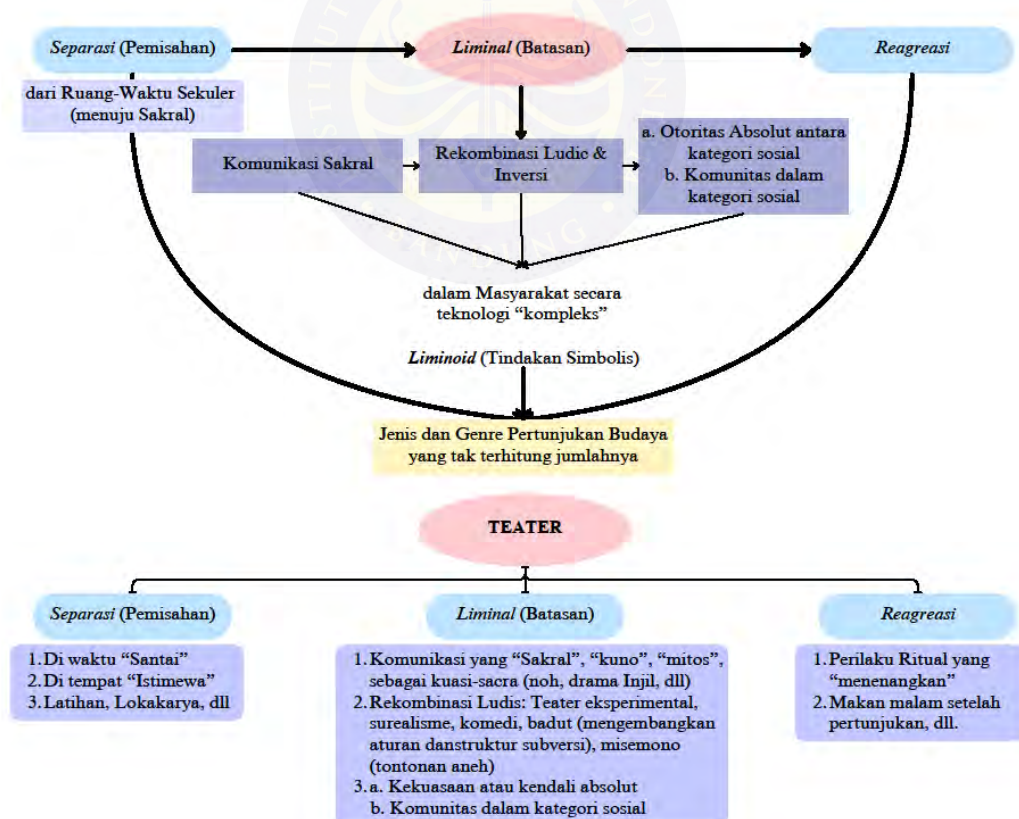 Separasi (Pemisahan)
Liminal (Batasan)
Reagreasi
dari Ruang-Waktu Sekuler
(menuju Sakral)
Komunikasi Sakral
Rekombinasi Ludic &
Inversi
a. Otoritas Absolut antara
kategori sosial
b. Komunitas dalam
kategori sosial
dalam Masyarakat secara
teknologi “kompleks”
Liminoid (Tindakan Simbolis)
Jenis dan Genre Pertunjukan Budaya
yang tak terhitung jumlahnya
TEATER
Separasi (Pemisahan)
1. Di waktu “Santai”
2. Di tempat “Istimewa”
3. Latihan, Lokakarya, dll
Liminal (Batasan)
1. Komunikasi yang “Sakral”, “kuno”, “mitos”,
sebagai kuasi-sacra (noh, drama Injil, dll)
2. Rekombinasi Ludis: Teater eksperimental,
surealisme, komedi, badut (mengembangkan
aturan danstruktur subversi), misemono
(tontonan aneh)
3. a. Kekuasaan atau kendali absolut
b. Komunitas dalam kategori sosial
Reagreasi
1. Perilaku Ritual yang
“menenangkan”
2. Makan malam setelah
pertunjukan, dll.